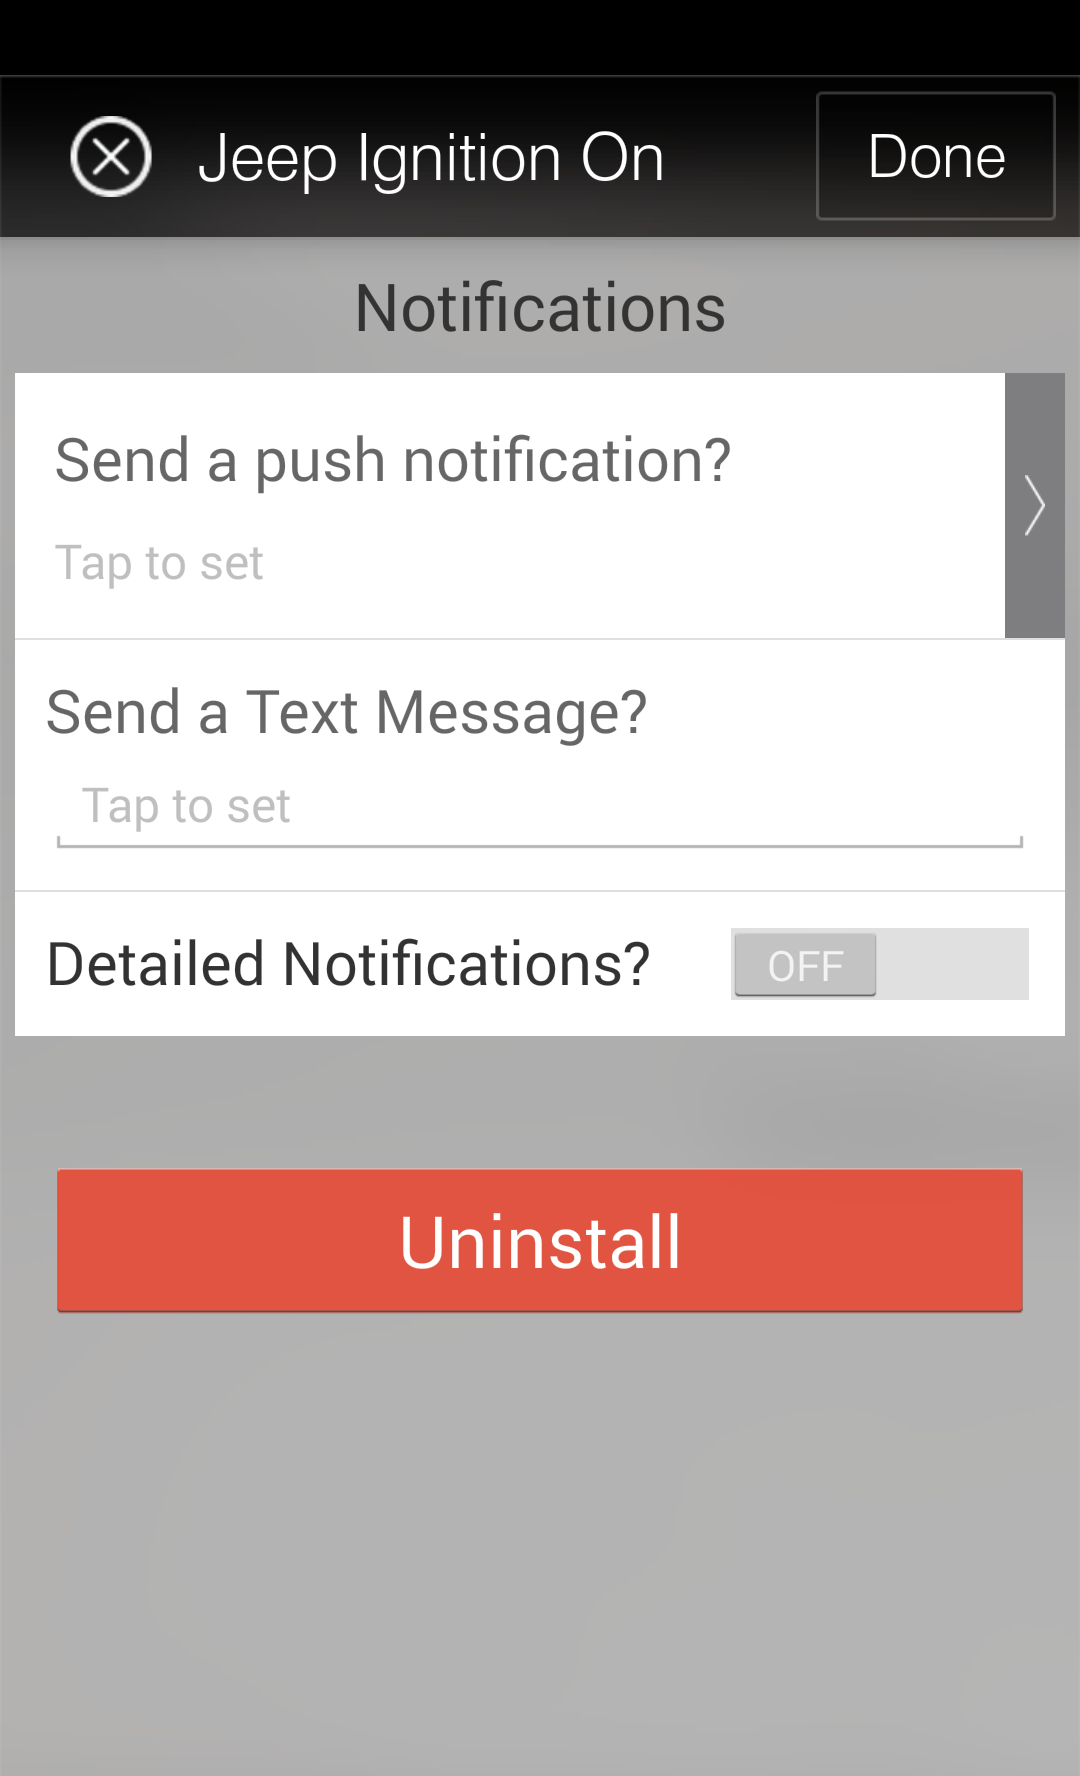 Jeep Ignition On
Done
Notifications
Send a push notification?
Tap to set
Send a Text Message?
Tap to set
Detailed Notifications?
OFF
Uninstall